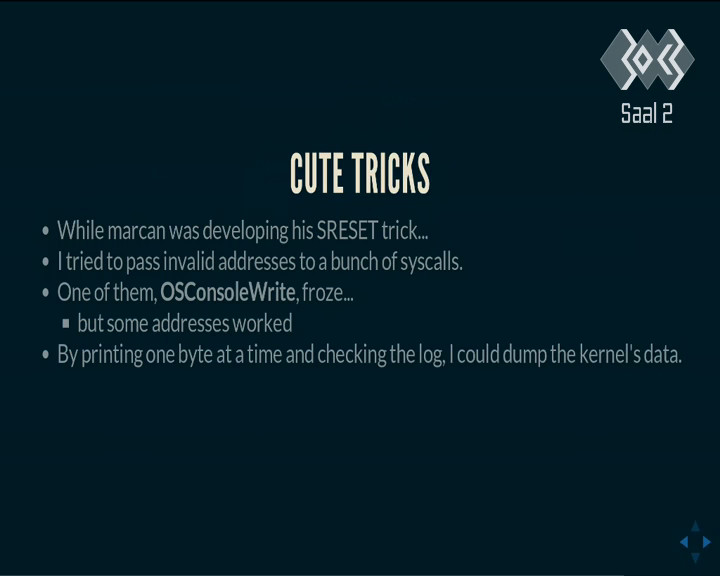 Saal 2
CUTE TRICKS
While marcan was developing his SRESET trick...
I tried to pass invalid addresses to a bunch of syscalls.
One of them, OSConsoleWrite, froze...
but some addresses worked
By printing one byte at a time and checking the log, I could dump the kernel's data.